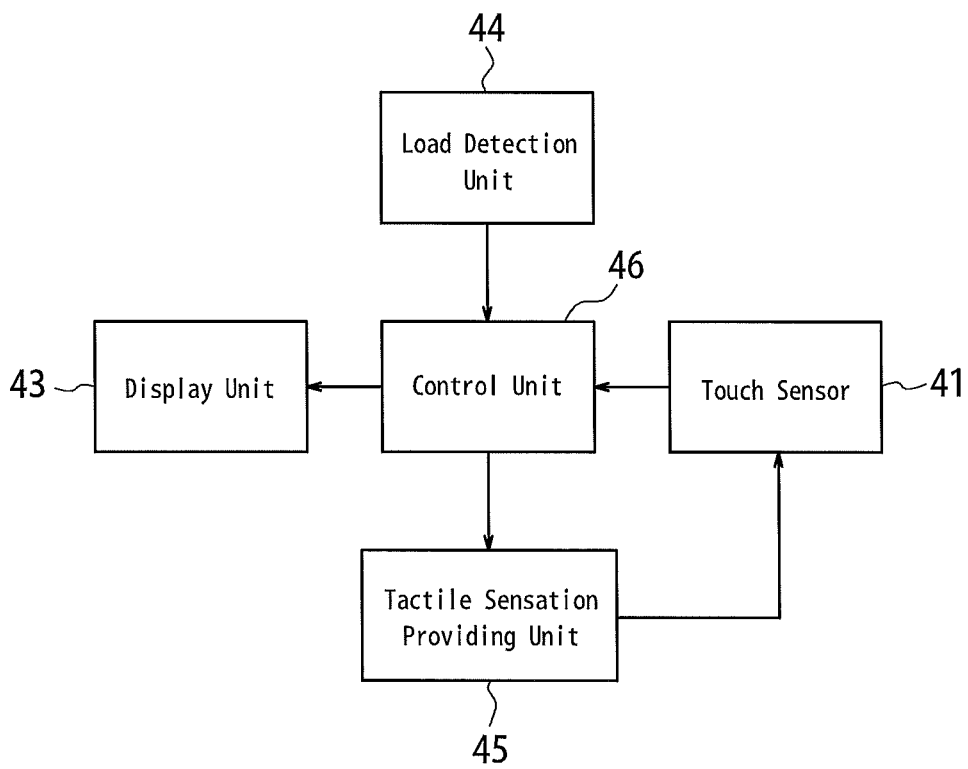 44
Load Detection
Unit
46
43
Display Unit
Control Unit
Touch Sensor
41
Tactile Sensation
Providing Unit
45